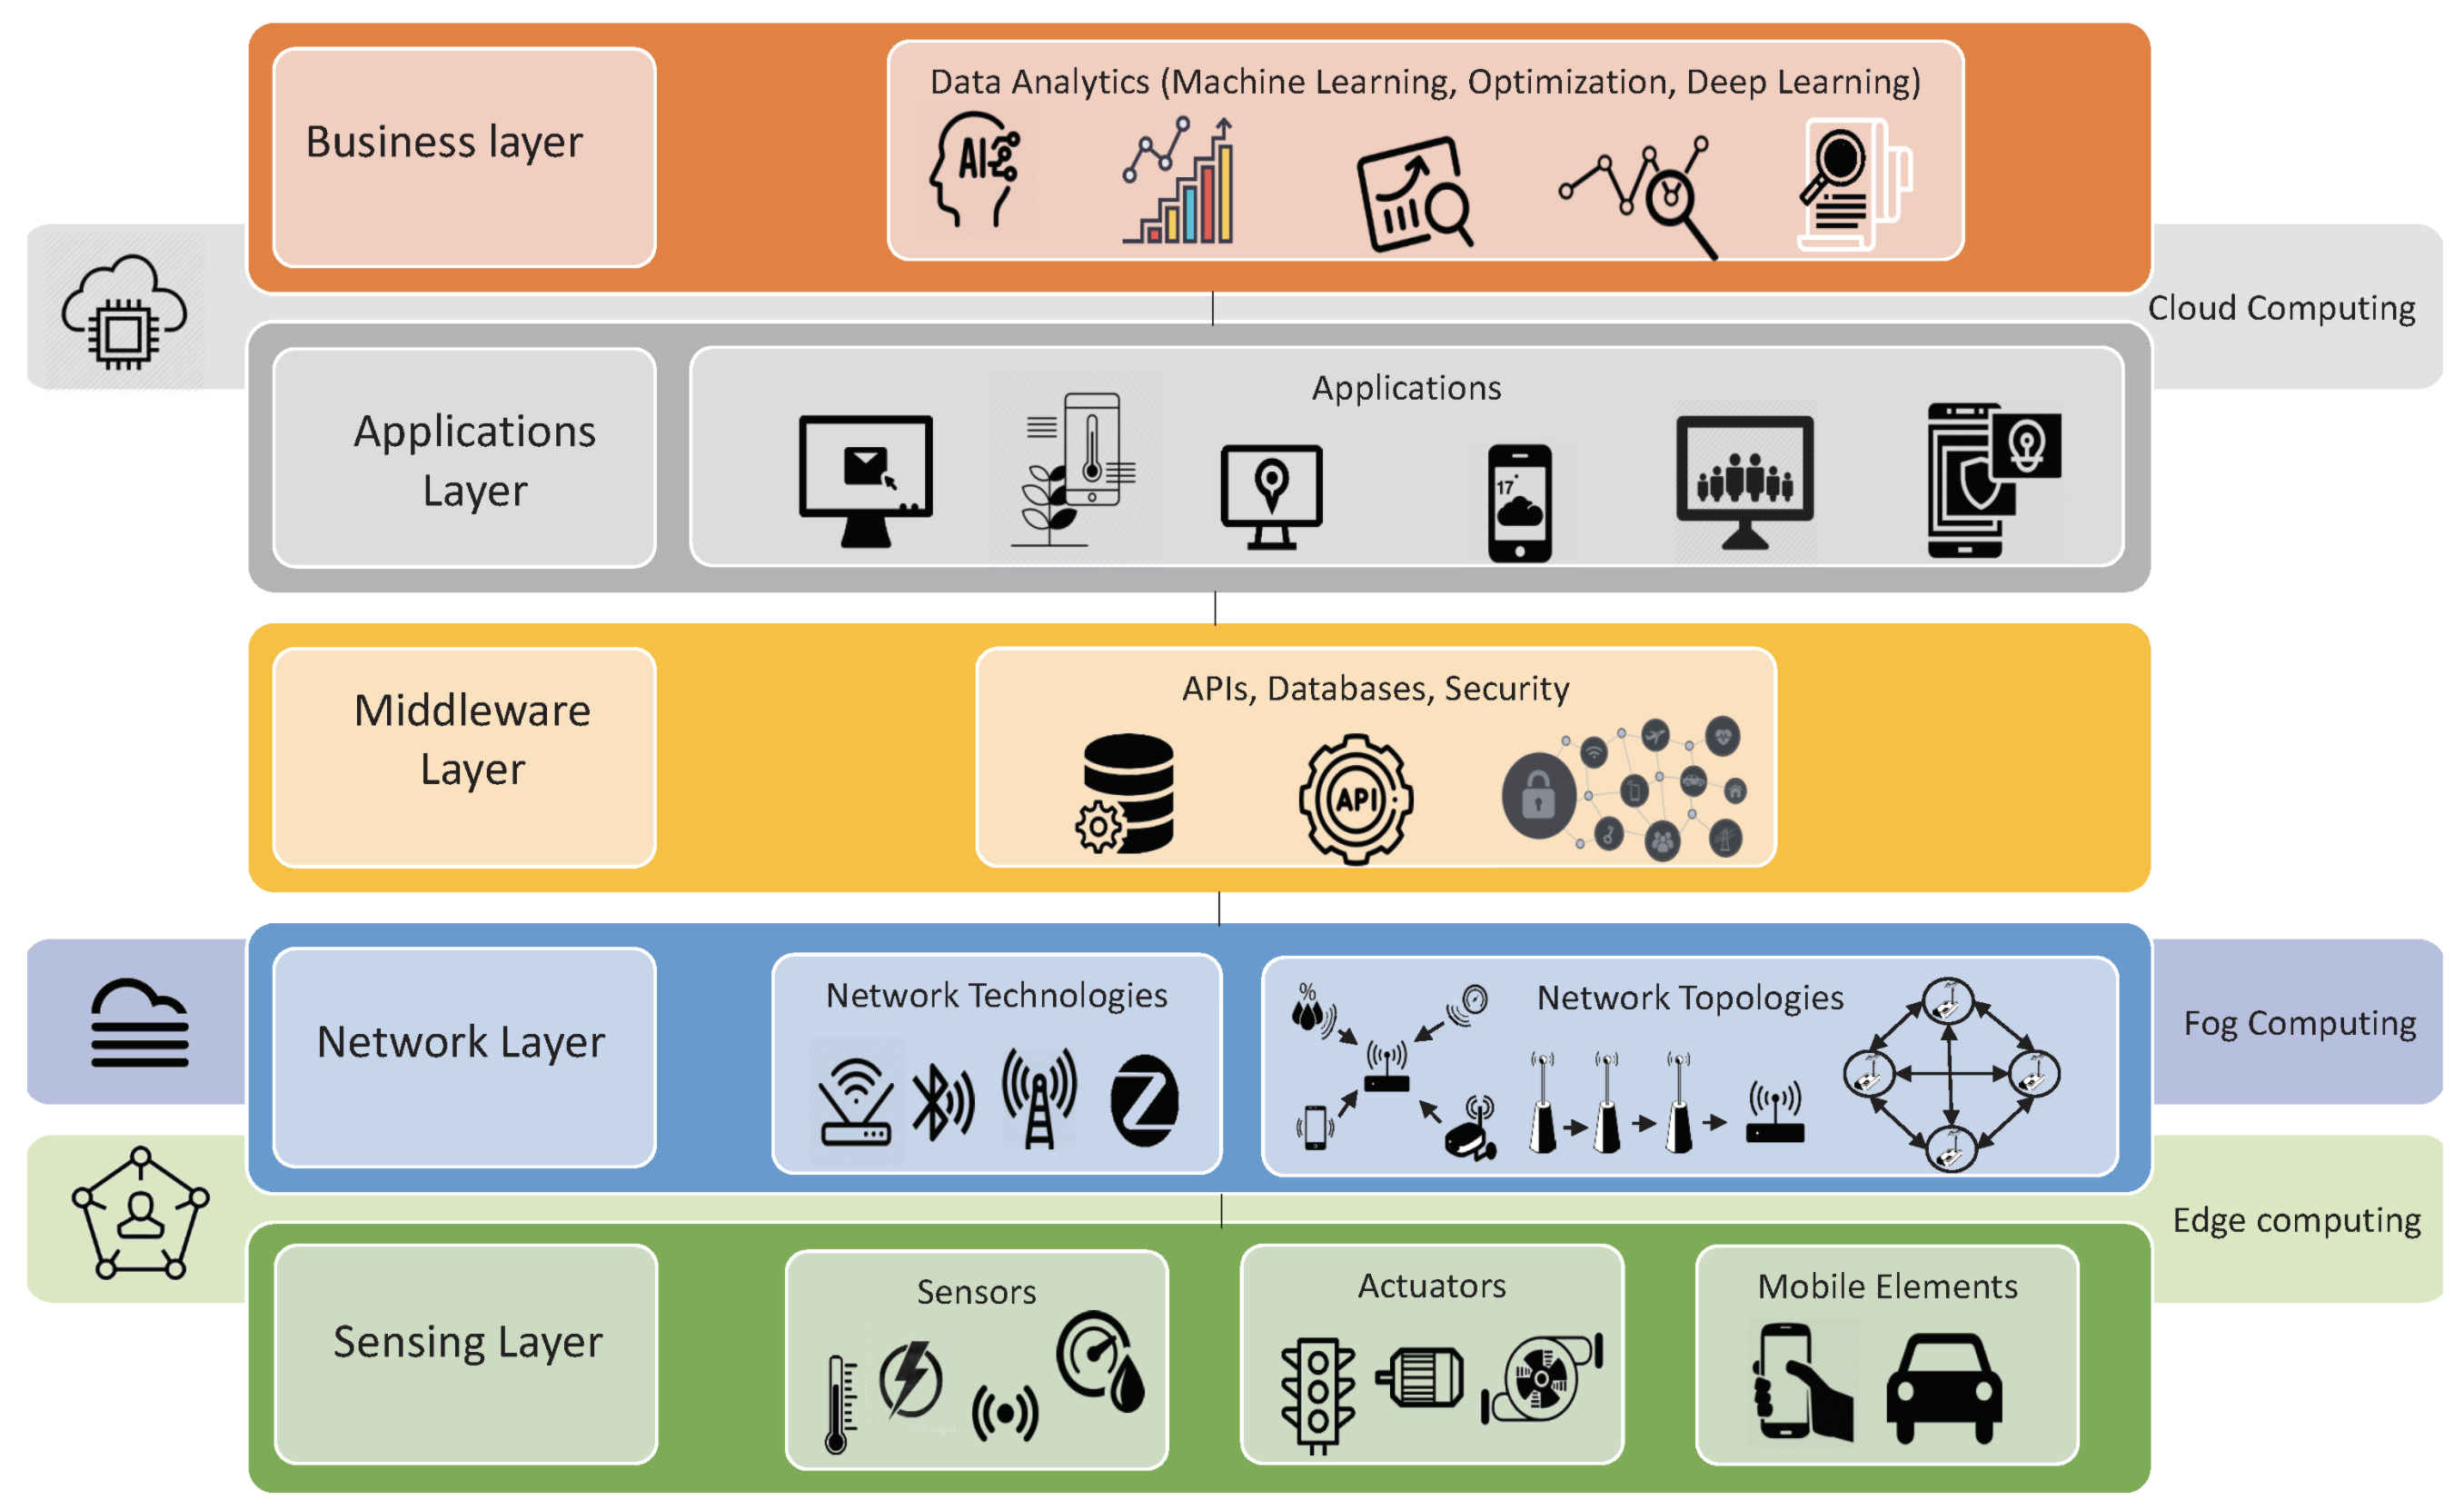 Business layer
Data Analytics (Machine Learning, Optimization, Deep Learning)
AI
Cloud Computing
Applications
Layer
Applications
17°
Middleware
Layer
APIs, Databases, Security
API
Network Layer
Network Technologies
Z
%
Network Topologies
Fog Computing
Edge computing
Sensing Layer
Sensors
Actuators
Mobile Elements